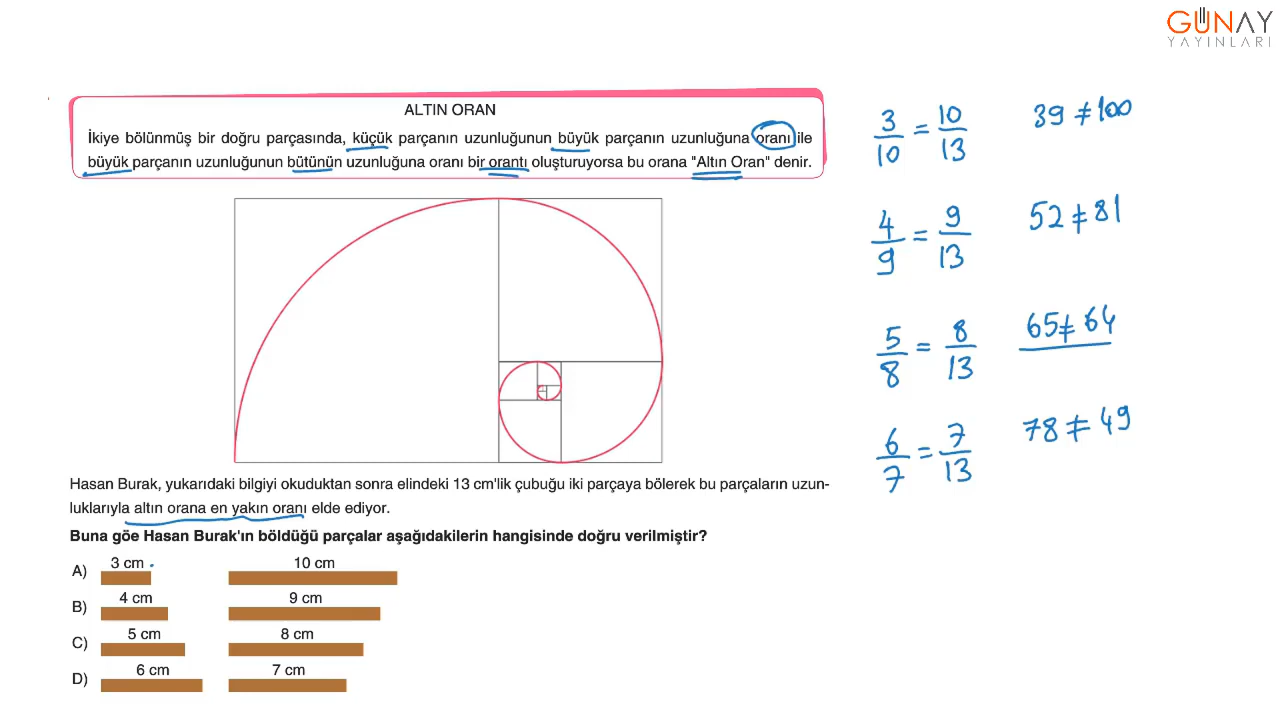 GÜNAY
YAYINLARI
ALTIN ORAN
İkiye bölünmüş bir doğru parçasında, küçük parçanın uzunluğunun büyük parçanın uzunluğuna oranı ile
büyük parçanın uzunluğunun bütünün uzunluğuna oranı bir orantı oluşturuyorsa bu orana "Altın Oran" denir.
Hasan Burak, yukarıdaki bilgiyi okuduktan sonra elindeki 13 cm'lik çubuğu iki parçaya bölerek bu parçaların uzun-
luklarıyla altın orana en yakın oranı elde ediyor.
Buna göe Hasan Burak'ın böldüğü parçalar aşağıdakilerin hangisinde doğru verilmiştir?
A) 3 cm 10 cm
B) 4 cm 9 cm
C) 5 cm 8 cm
D) 6 cm 7 cm
3/10 = 10/13 39 ≠ 100
4/9 = 9/13 52 ≠ 81
5/8 = 8/13 65 ≠ 64
6/7 = 7/13 78 ≠ 49